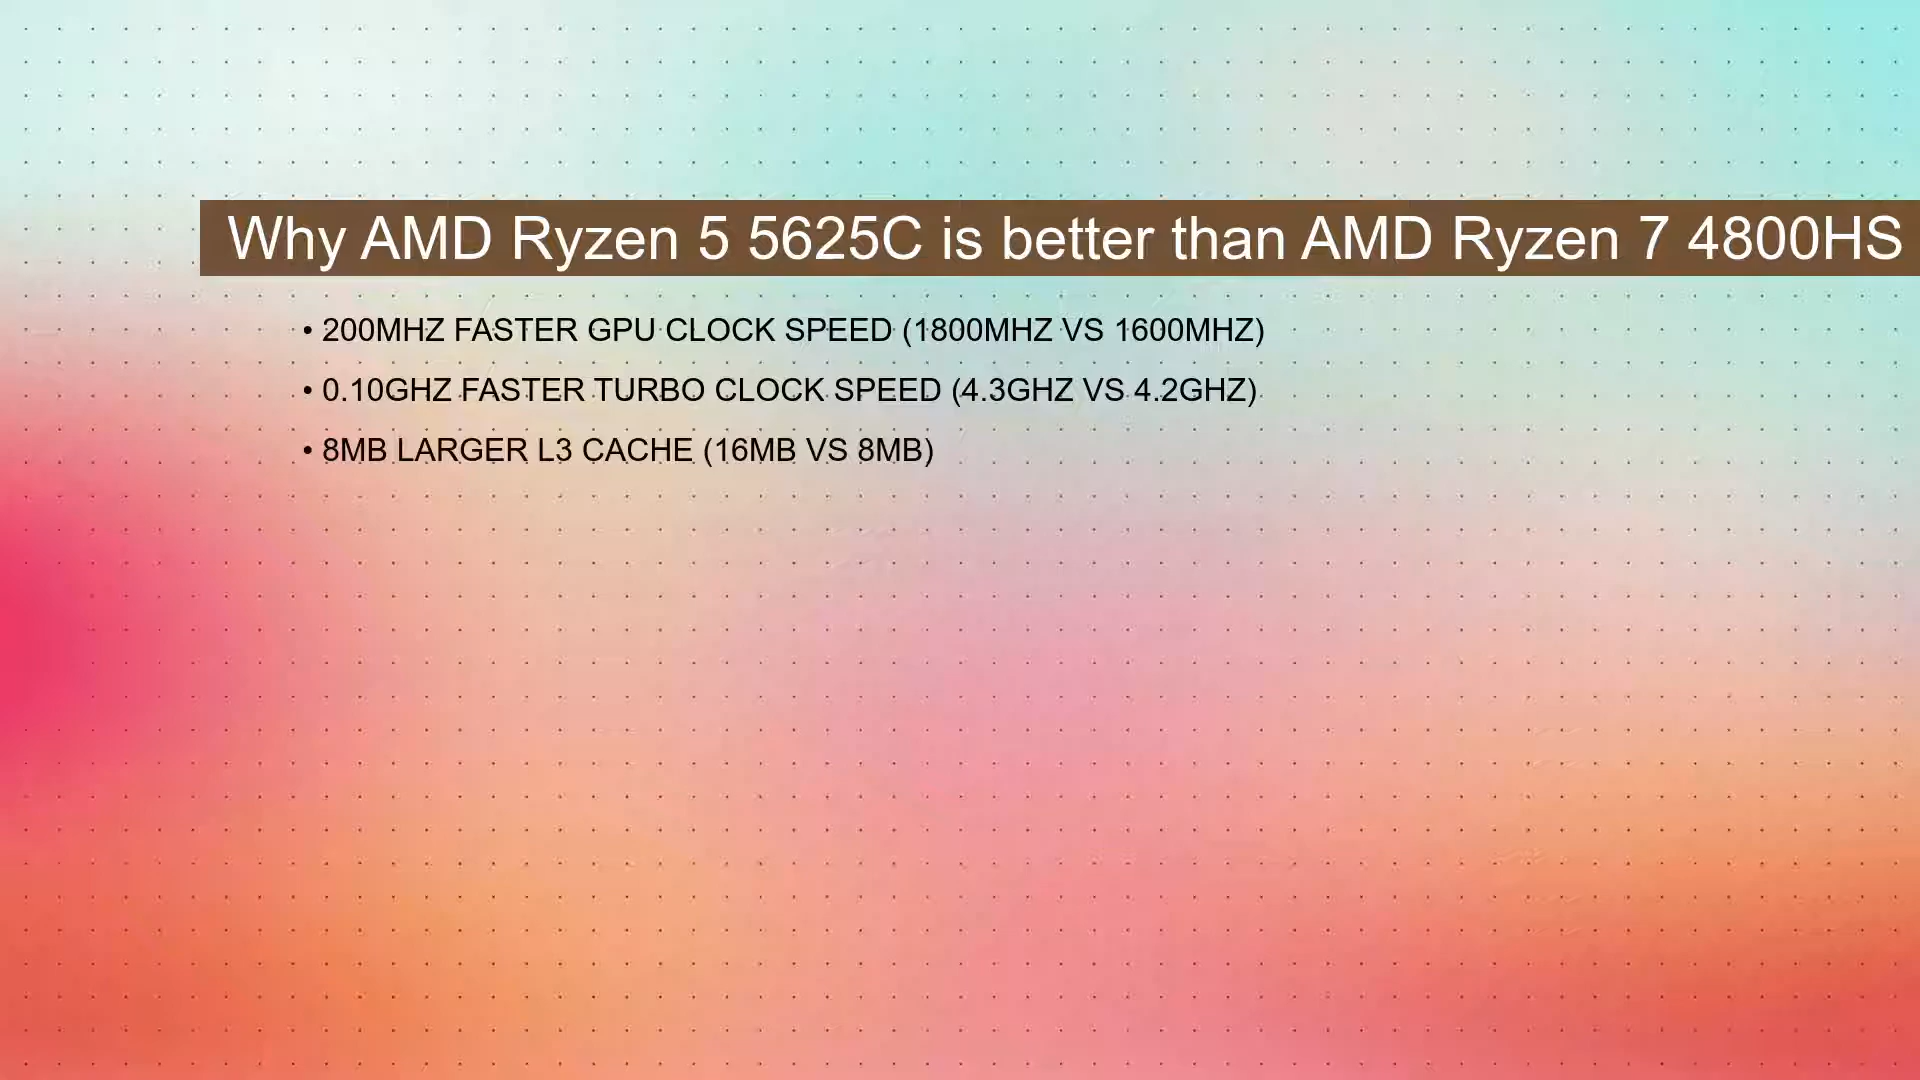 Why AMD Ryzen 5 5625C is better than AMD Ryzen 7 4800HS
• 200MHZ FASTER GPU CLOCK SPEED (1800MHZ VS 1600MHZ)
• 0.10GHZ FASTER TURBO CLOCK SPEED (4.3GHZ VS 4.2GHZ)
• 8MB LARGER L3 CACHE (16MB VS 8MB)